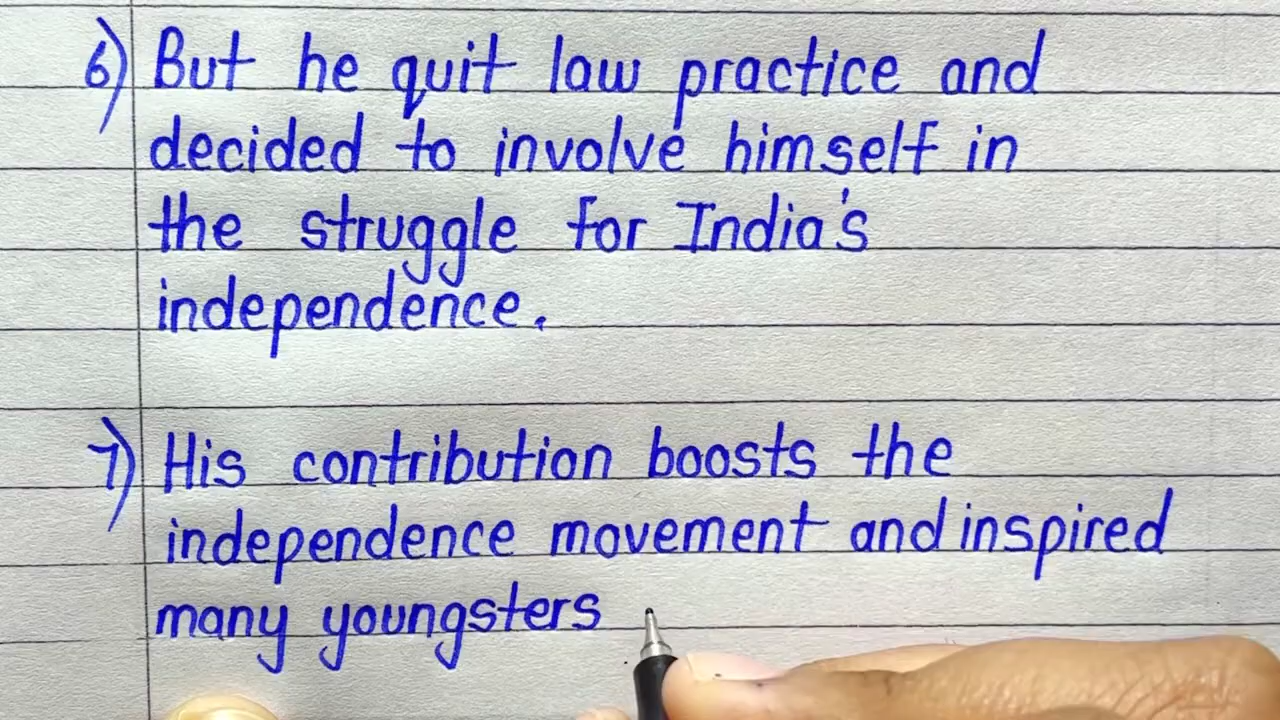 6) But he quit law practice and
decided to involve himself in
the struggle for India's
independence.
7) His contribution boosts the
independence movement and inspired
many youngsters